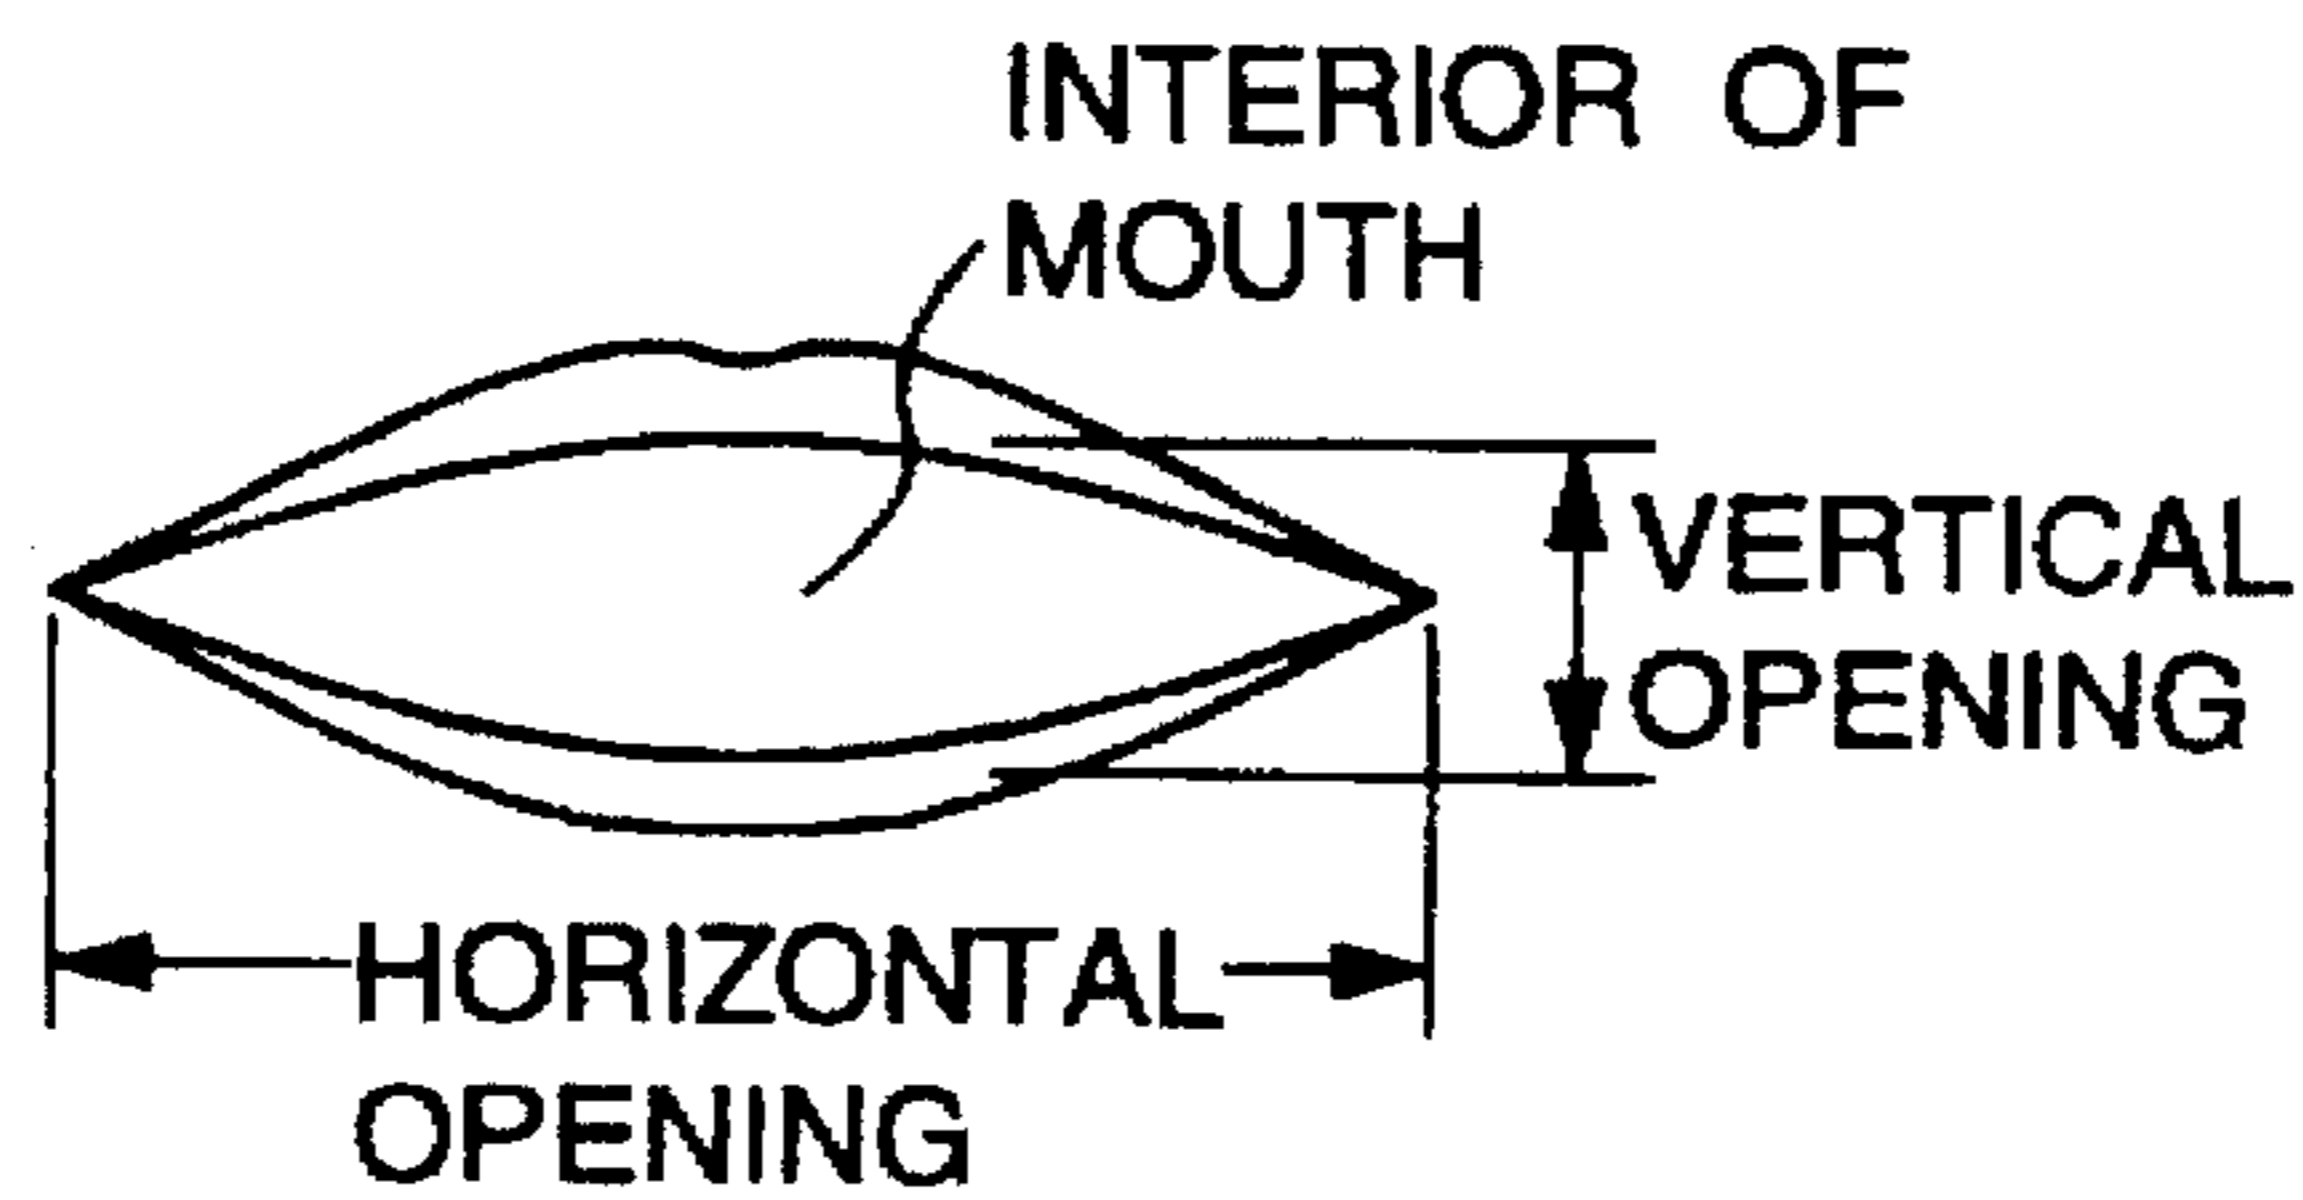 INTERIOR OF
MOUTH
VERTICAL
OPENING
HORIZONTAL
OPENING